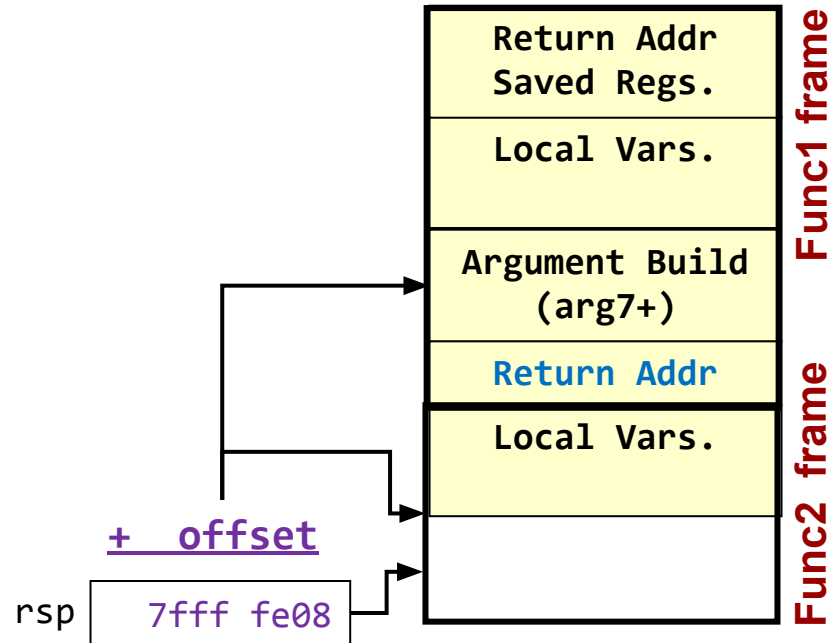 Return Addr
Saved Regs.
Func1 frame
Local Vars.
Argument Build
(arg7+)
Return Addr
Func2 frame
Local Vars.
+ offset
rsp
7fff fe08